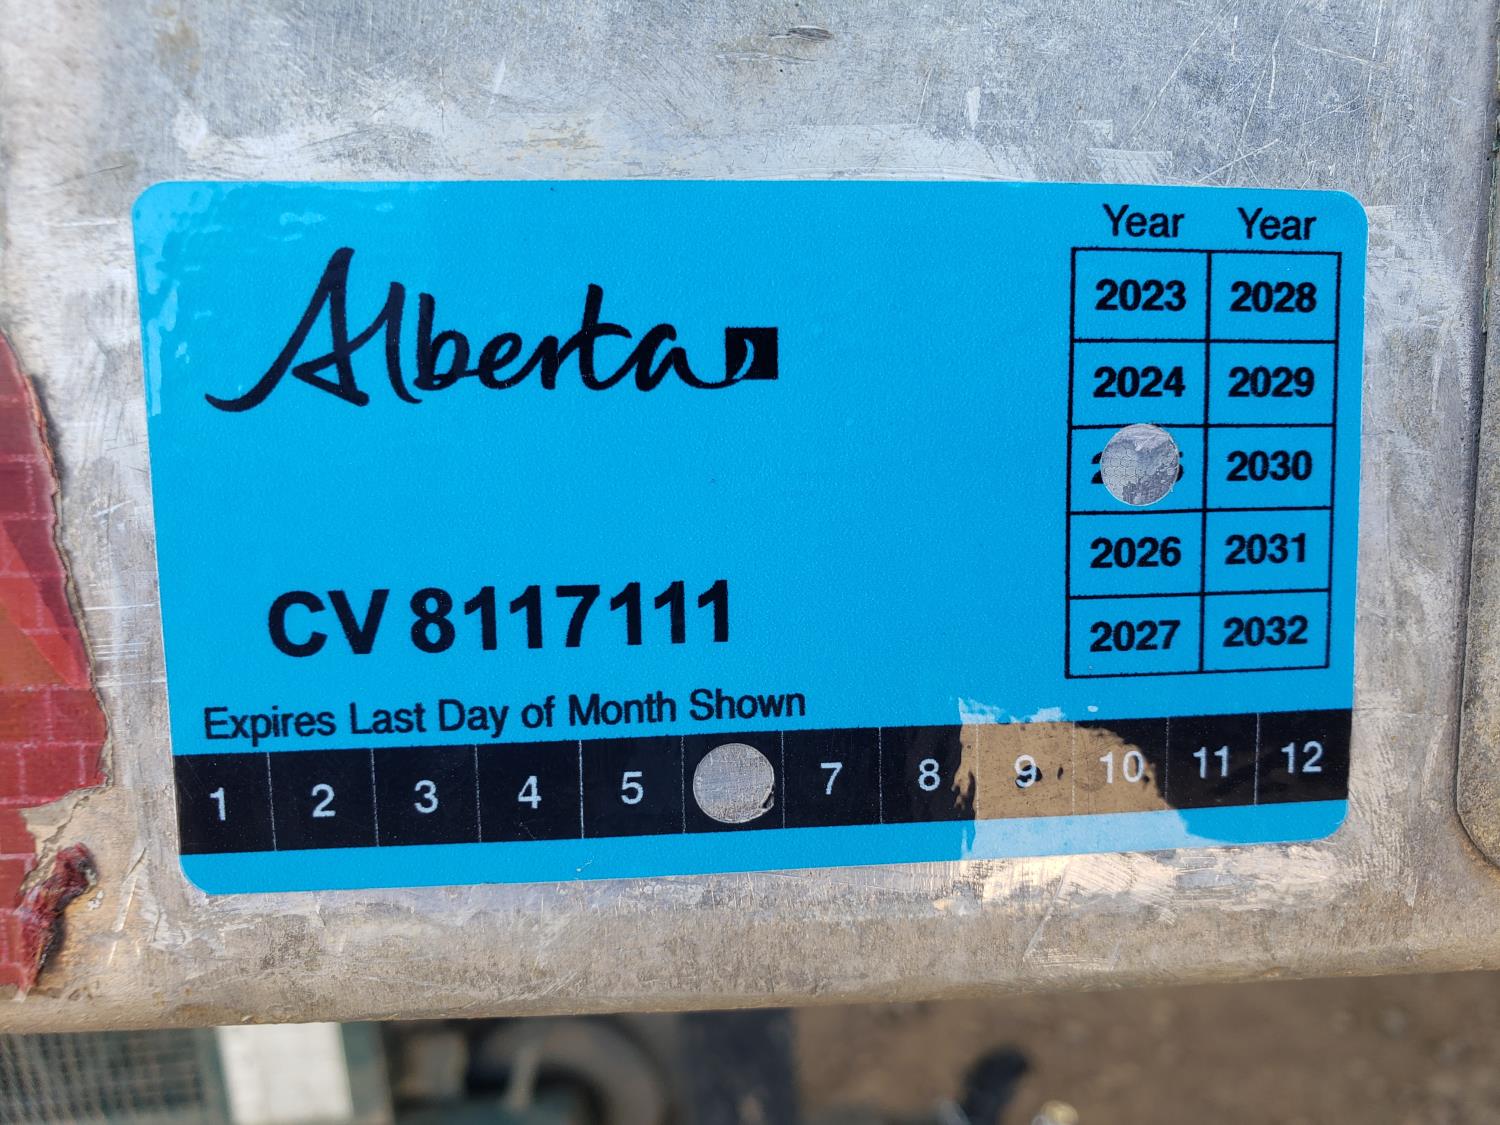 Alberta
Year Year
2023 2028
2024 2029
2030
2026 2031
2027 2032
CV 8117111
Expires Last Day of Month Shown
1 2 3 4 5 7 8 9 10 11 12